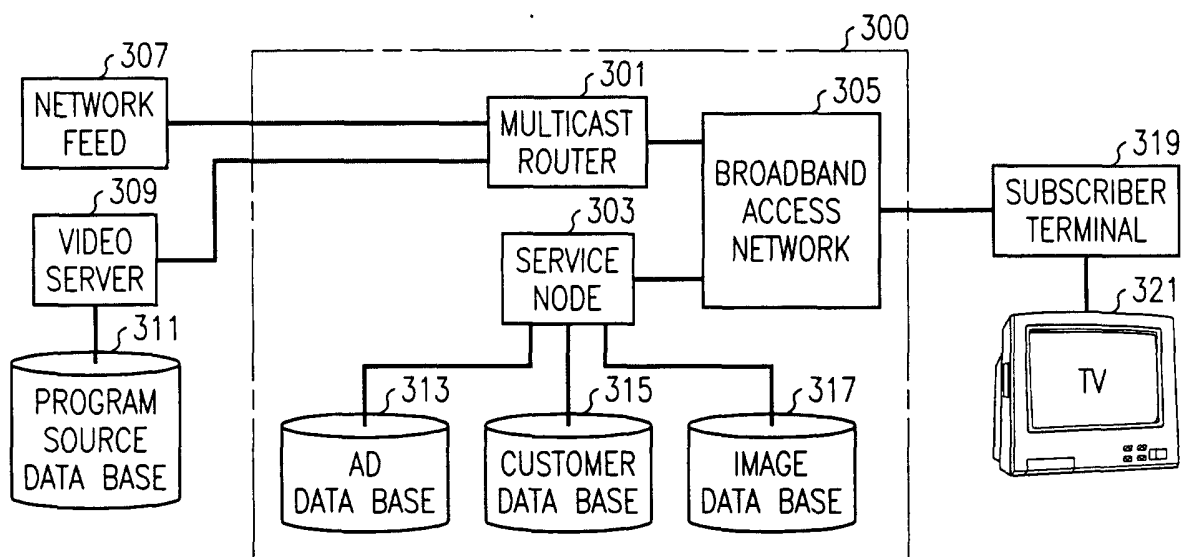 300
307
NETWORK
FEED
301
MULTICAST
ROUTER
305
BROADBAND
ACCESS
NETWORK
319
SUBSCRIBER
TERMINAL
309
VIDEO
SERVER
303
SERVICE
NODE
321
TV
311
PROGRAM
SOURCE
DATA BASE
313
AD
DATA BASE
315
CUSTOMER
DATA BASE
317
IMAGE
DATA BASE